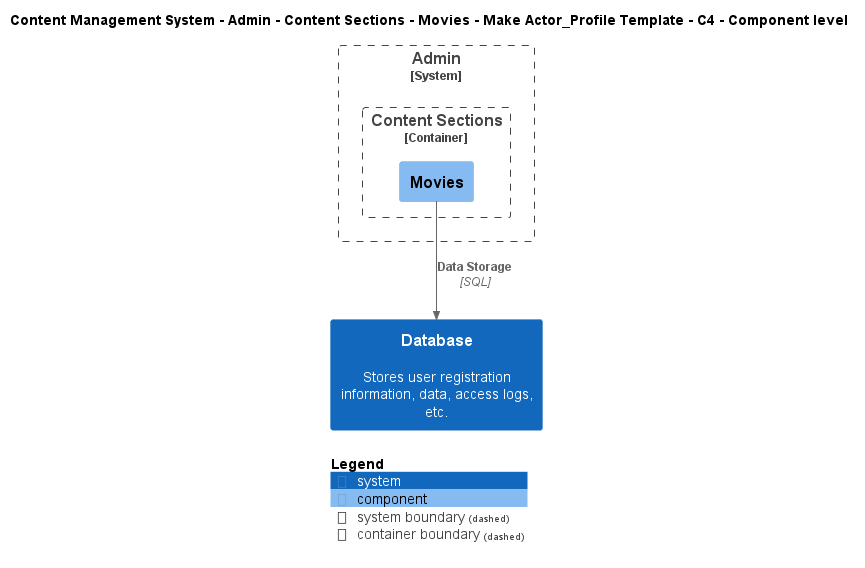 Content Management System - Admin - Content Sections - Movies - Make Actor_Profile Template - C4 - Component level
Admin
[System]
Content Sections
[Container]
Movies
Data Storage
[SQL]
Database
Stores user registration
information, data, access logs,
etc.
Legend
system
component
system boundary (dashed)
container boundary (dashed)